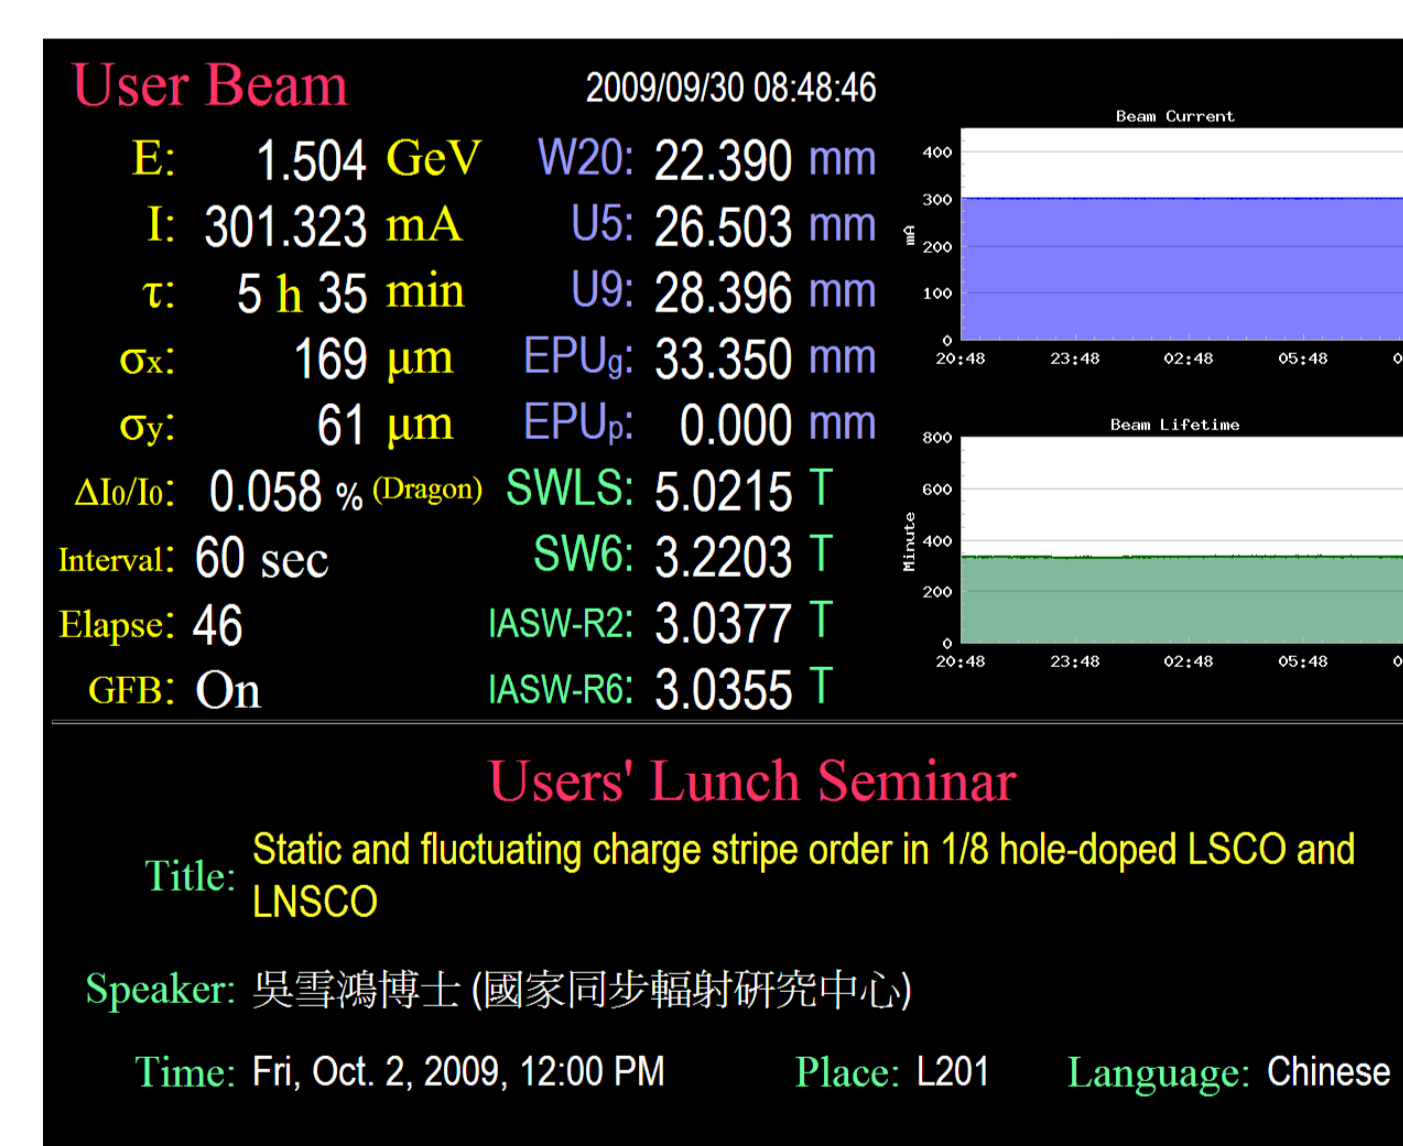 User Beam 2009/09/30 08:48:46
E: 1.504 GeV W20: 22.390 mm
I: 301.323 mA U5: 26.503 mm
τ: 5 h 35 min U9: 28.396 mm
σx: 169 μm EPUg: 33.350 mm
σy: 61 μm EPUp: 0.000 mm
ΔI0/I0: 0.058 % (Dragon) SWLS: 5.0215 T
Interval: 60 sec SW6: 3.2203 T
Elapse: 46 IASW-R2: 3.0377 T
GFB: On IASW-R6: 3.0355 T
Beam Current
400
300
mA
200
100
0
20:48 23:48 02:48 05:48 0
Beam Lifetime
800
600
Minute
400
200
0
20:48 23:48 02:48 05:48 0
Users' Lunch Seminar
Title: Static and fluctuating charge stripe order in 1/8 hole-doped LSCO and
LNSCO
Speaker: 吳雪鴻博士 (國家同步輻射研究中心)
Time: Fri, Oct. 2, 2009, 12:00 PM Place: L201 Language: Chinese